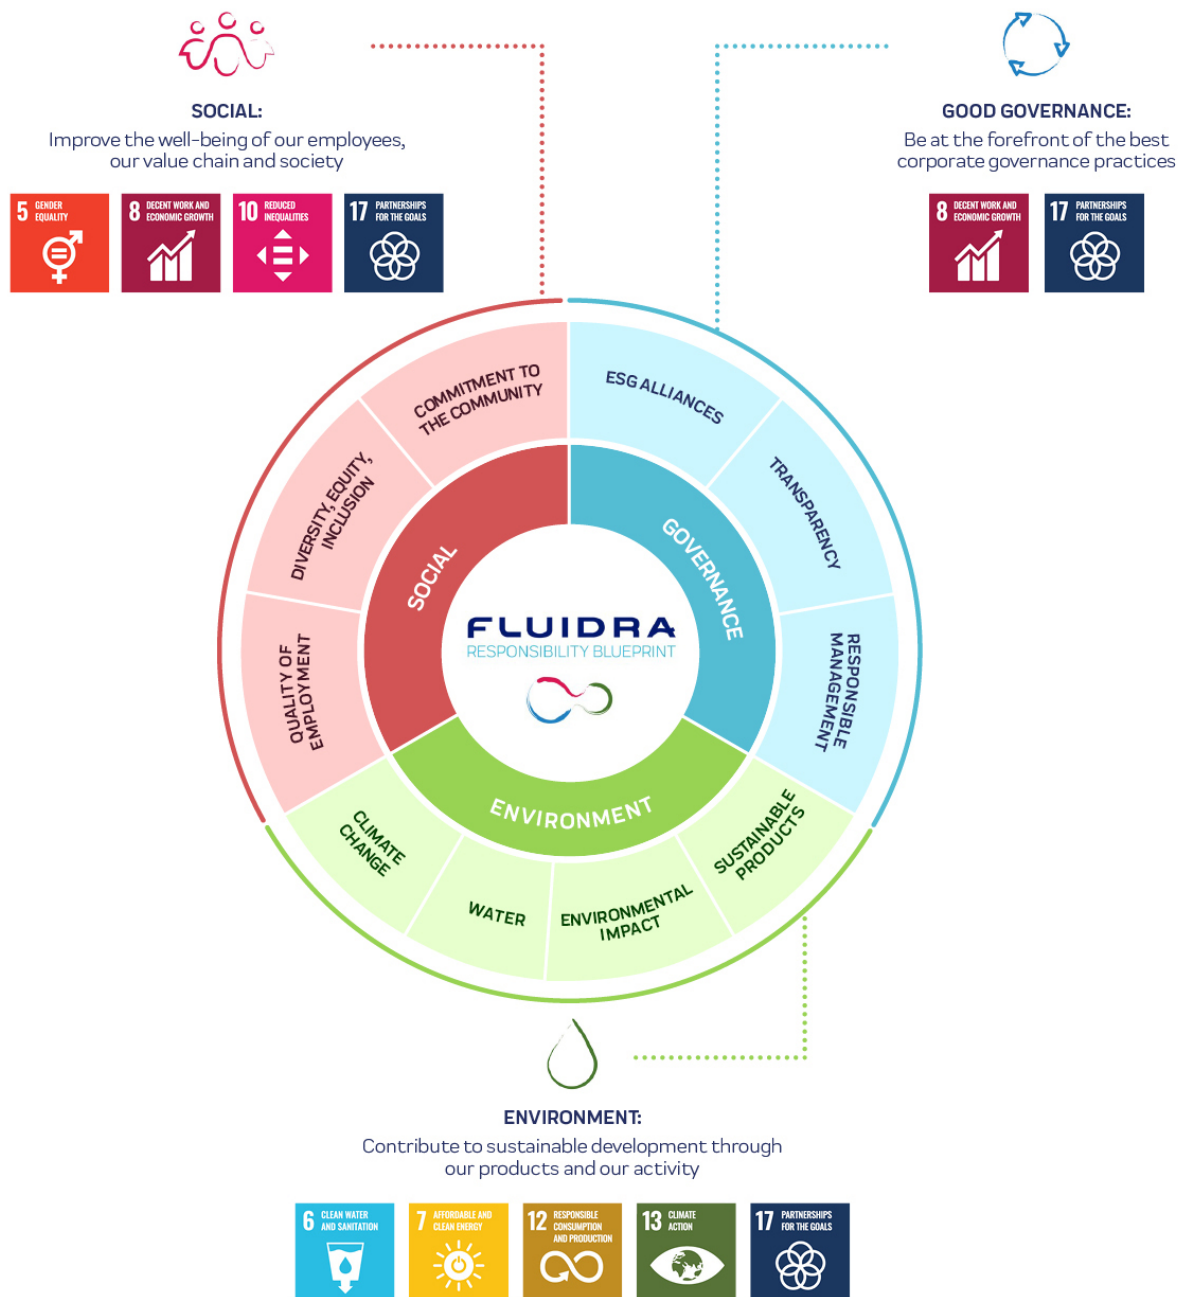 SOCIAL:
Improve the well-being of our employees,
our value chain and society
5 GENDER
EQUALITY
8 DECENT WORK AND
ECONOMIC GROWTH
10 REDUCED
INEQUALITIES
17 PARTNERSHIPS
FOR THE GOALS
GOOD GOVERNANCE:
Be at the forefront of the best
corporate governance practices
8 DECENT WORK AND
ECONOMIC GROWTH
17 PARTNERSHIPS
FOR THE GOALS
COMMITMENT TO
THE COMMUNITY
ESG ALLIANCES
DIVERSITY, EQUITY,
INCLUSION
TRANSPARENCY
SOCIAL
GOVERNANCE
FLUIDRA
RESPONSIBILITY BLUEPRINT
QUALITY OF
EMPLOYMENT
RESPONSIBLE
MANAGEMENT
ENVIRONMENT
CLIMATE
CHANGE
WATER
ENVIRONMENTAL
IMPACT
SUSTAINABLE
PRODUCTS
ENVIRONMENT:
Contribute to sustainable development through
our products and our activity
6 CLEAN WATER
AND SANITATION
7 AFFORDABLE AND
CLEAN ENERGY
12 RESPONSIBLE
CONSUMPTION
AND PRODUCTION
13 CLIMATE
ACTION
17 PARTNERSHIPS
FOR THE GOALS